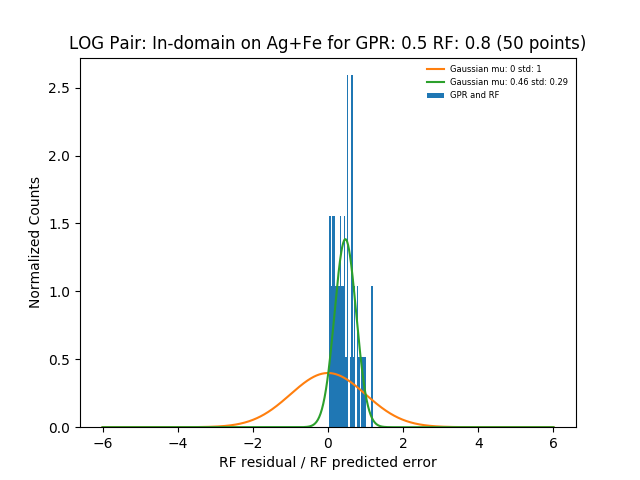 LOG Pair: In-domain on Ag+Fe for GPR: 0.5 RF: 0.8 (50 points)
Gaussian mu: 0 std: 1
Gaussian mu: 0.46 std: 0.29
GPR and RF
Normalized Counts
2.5
2.0
1.5
1.0
0.5
0.0
−6 −4 −2 0 2 4 6
RF residual / RF predicted error